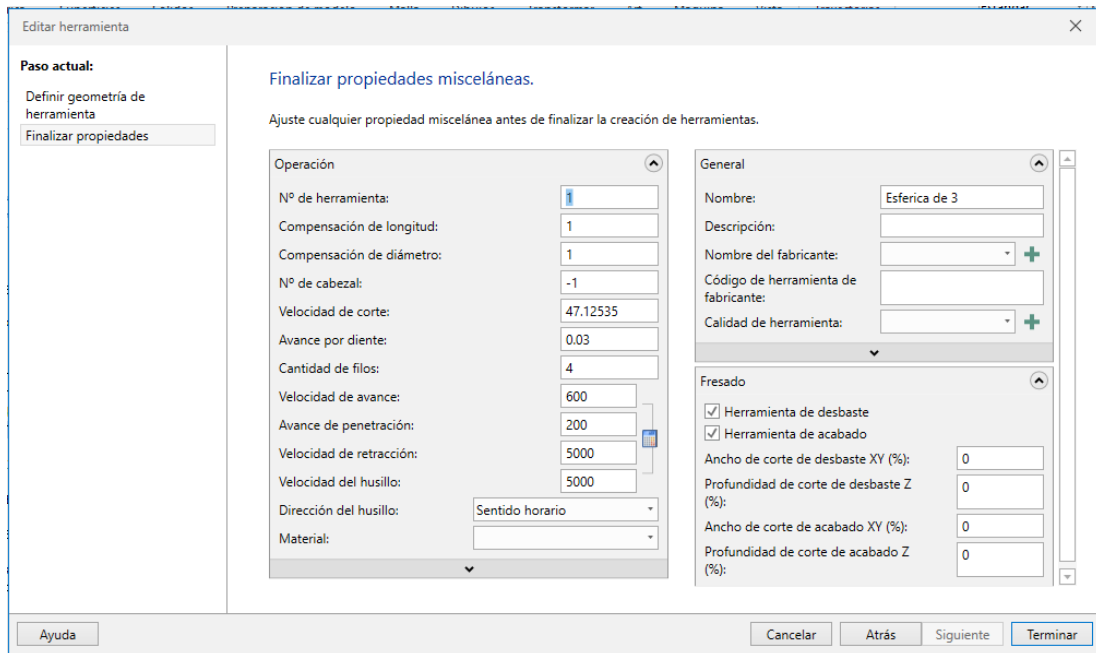 Editar herramienta
Paso actual:
Definir geometría de
herramienta
Finalizar propiedades
Finalizar propiedades misceláneas.
Ajuste cualquier propiedad miscelánea antes de finalizar la creación de herramientas.
Operación
Nº de herramienta: 1
Compensación de longitud: 1
Compensación de diámetro: 1
Nº de cabezal: -1
Velocidad de corte: 47.12535
Avance por diente: 0.03
Cantidad de filos: 4
Velocidad de avance: 600
Avance de penetración: 200
Velocidad de retracción: 5000
Velocidad del husillo: 5000
Dirección del husillo: Sentido horario
Material:
General
Nombre: Esferica de 3
Descripción:
Nombre del fabricante:
Código de herramienta de
fabricante:
Calidad de herramienta:
Fresado
Herramienta de desbaste
Herramienta de acabado
Ancho de corte de desbaste XY (%): 0
Profundidad de corte de desbaste Z
(%): 0
Ancho de corte de acabado XY (%): 0
Profundidad de corte de acabado Z
(%): 0
Ayuda
Cancelar
Atrás
Siguiente
Terminar